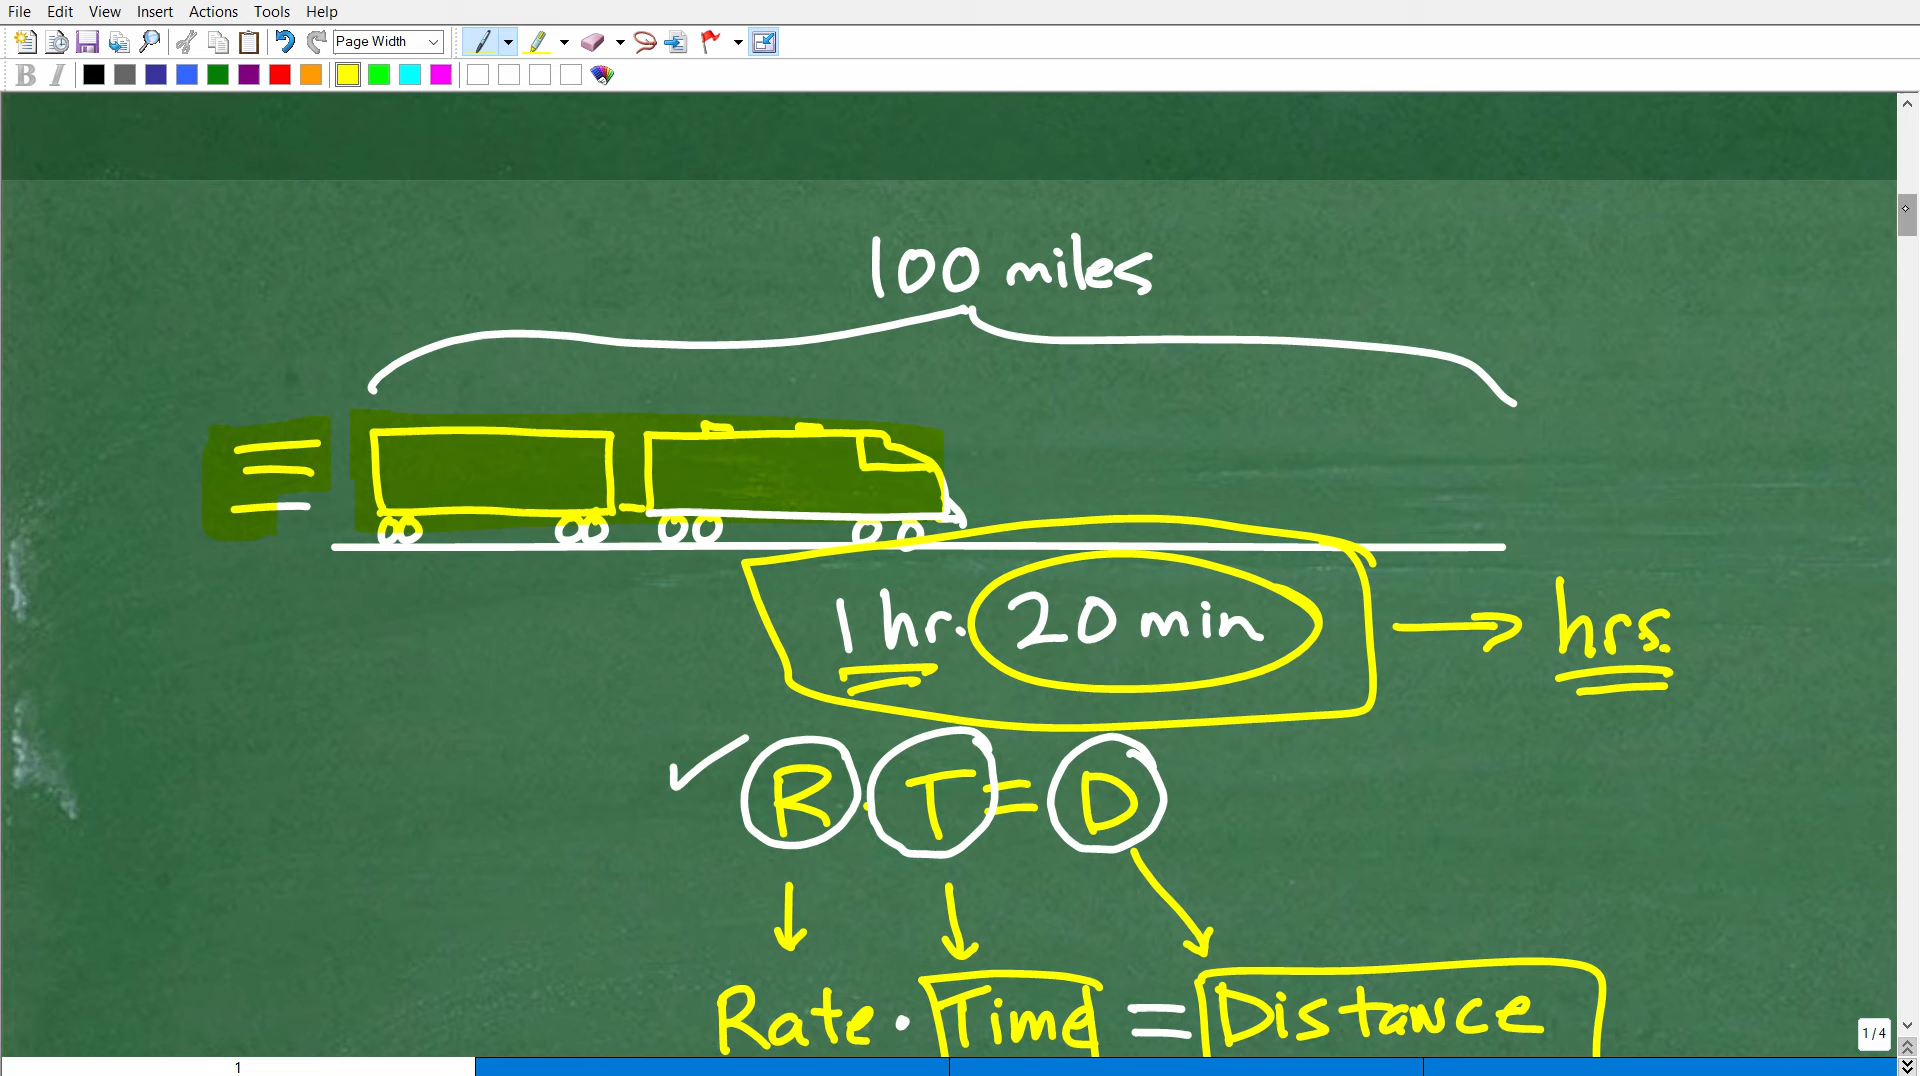 File Edit View Insert Actions Tools Help
Page Width
B I
100 miles
1 hr. 20 min → hrs.
✓ R · T = D
Rate · Time = Distance
1/4
1